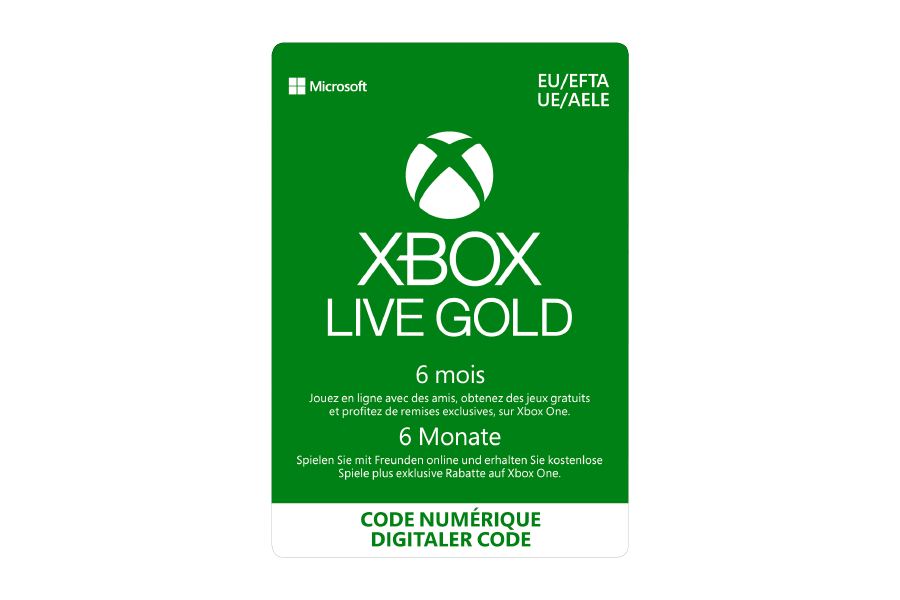 Microsoft
EU/EFTA
UE/AELE
XBOX
LIVE GOLD
6 mois
Jouez en ligne avec des amis, obtenez des jeux gratuits
et profitez de remises exclusives, sur Xbox One.
6 Monate
Spielen Sie mit Freunden online und erhalten Sie kostenlose
Spiele plus exklusive Rabatte auf Xbox One.
CODE NUMÉRIQUE
DIGITALER CODE